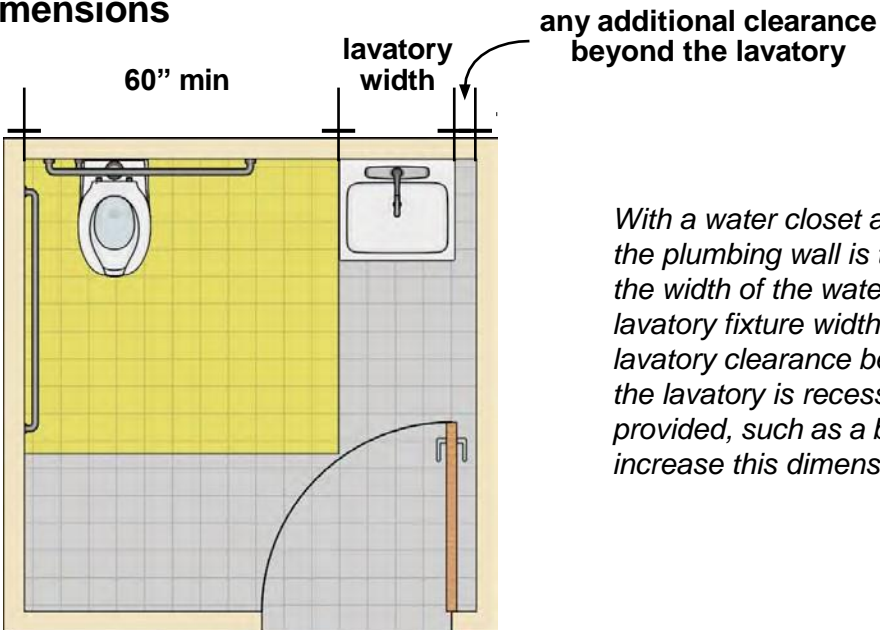 mensions
any additional clearance
beyond the lavatory
lavatory
width
60” min
With a water closet a
the plumbing wall is t
the width of the wate
lavatory fixture width
lavatory clearance be
the lavatory is recess
provided, such as a b
increase this dimens